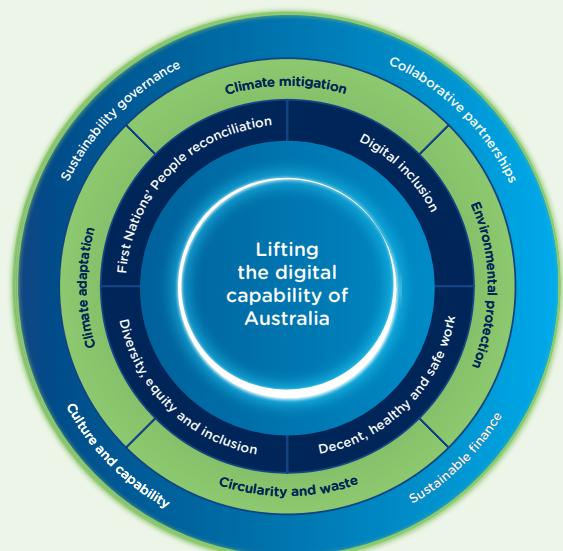 Sustainability governance
Collaborative partnerships
Climate mitigation
First Nations' People reconciliation
Digital inclusion
Climate adaptation
Environmental protection
Lifting
the digital
capability of
Australia
Diversity, equity and inclusion
Decent, healthy and safe work
Circularity and waste
Culture and capability
Sustainable finance